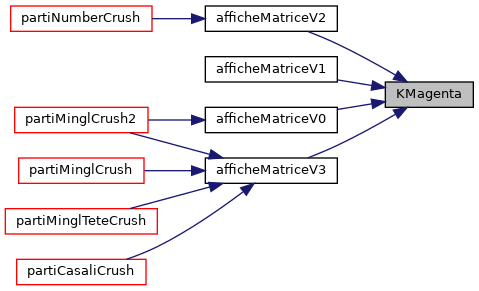 partiNumberCrush
afficheMatriceV2
afficheMatriceV1
KMagenta
partiMinglCrush2
afficheMatriceV0
partiMinglCrush
afficheMatriceV3
partiMinglTeteCrush
partiCasaliCrush